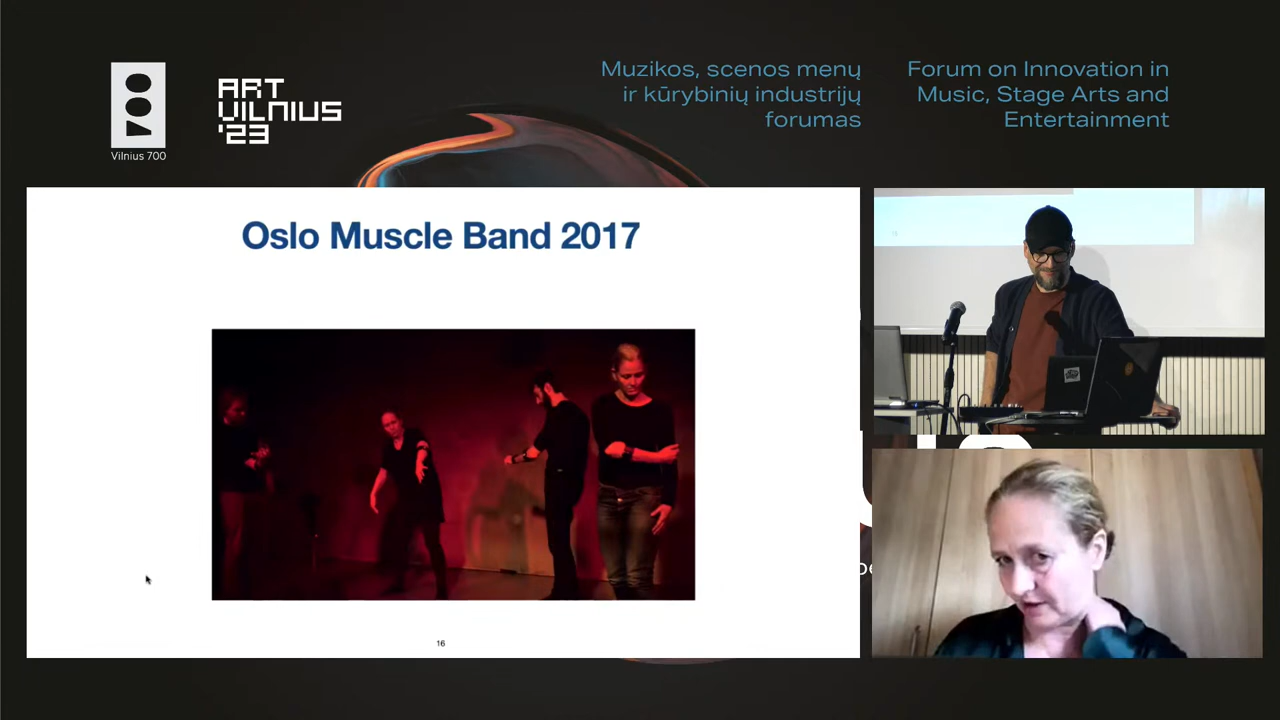 Vilnius 700
ART
VILNIUS
'23
Muzikos, scenos menų
ir kūrybinių industrijų
forumas
Forum on Innovation in
Music, Stage Arts and
Entertainment
Oslo Muscle Band 2017
16